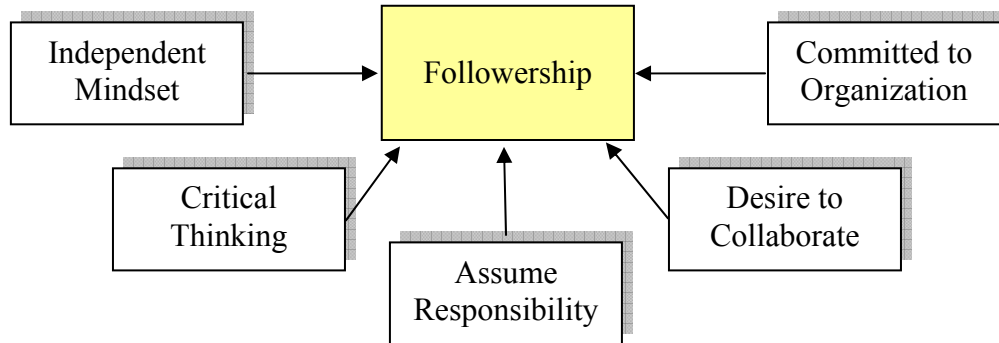 Independent
Mindset
Followership
Committed to
Organization
Critical
Thinking
Assume
Responsibility
Desire to
Collaborate